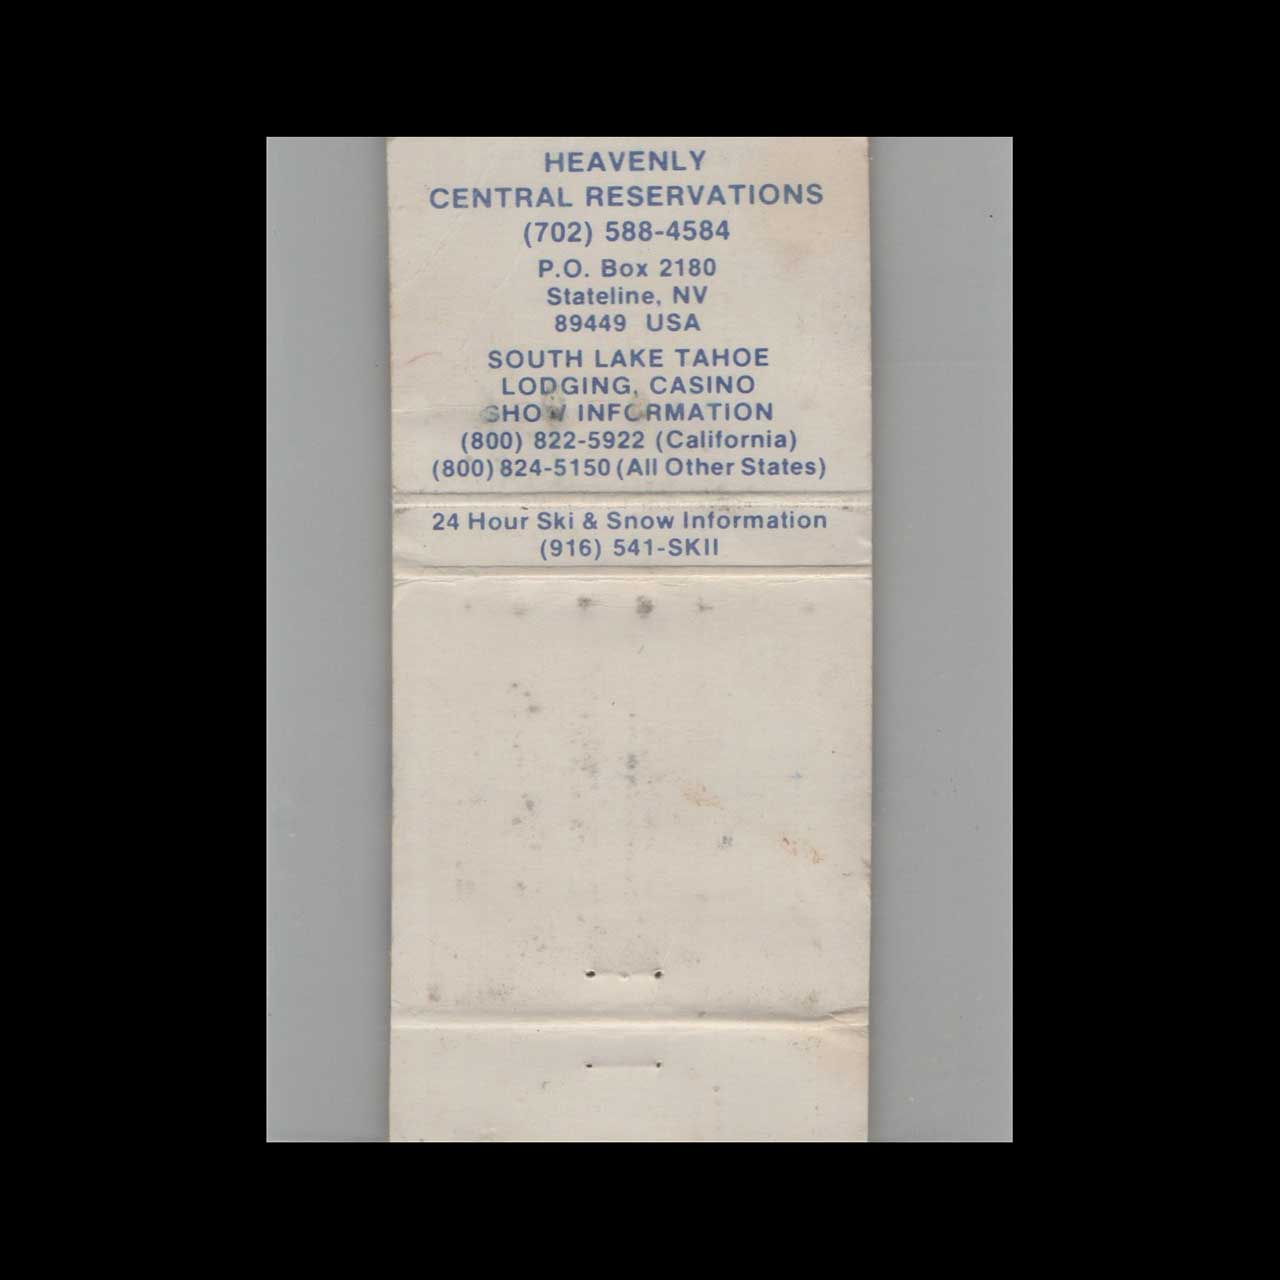 HEAVENLY
CENTRAL RESERVATIONS
(702) 588-4584
P.O. Box 2180
Stateline, NV
89449 USA
SOUTH LAKE TAHOE
LODGING, CASINO
SHOW INFORMATION
(800) 822-5922 (California)
(800) 824-5150 (All Other States)
24 Hour Ski & Snow Information
(916) 541-SKII